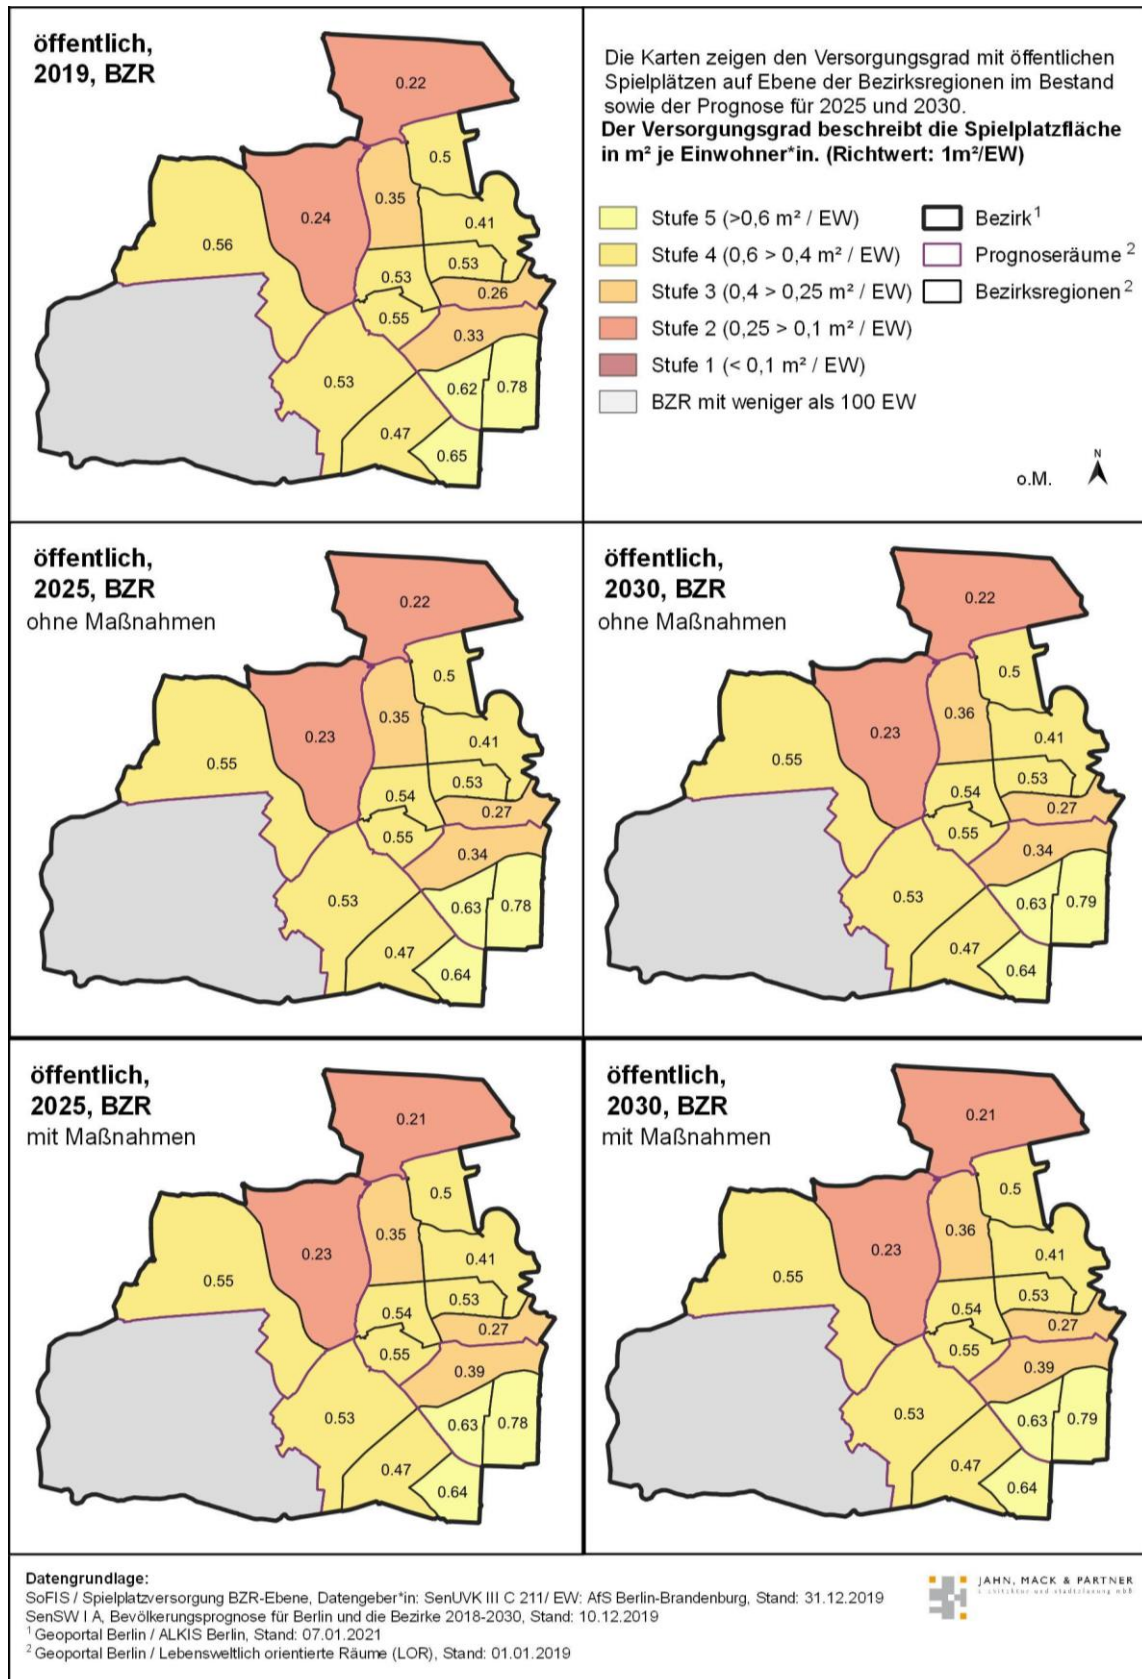 öffentlich,
2019, BZR
0.22
0.5
0.35
0.41
0.24
0.56
0.53
0.53
0.26
0.55
0.33
0.53
0.62
0.78
0.47
0.65
Die Karten zeigen den Versorgungsgrad mit öffentlichen
Spielplätzen auf Ebene der Bezirksregionen im Bestand
sowie der Prognose für 2025 und 2030.
Der Versorgungsgrad beschreibt die Spielplatzfläche
in m² je Einwohner*in. (Richtwert: 1m²/EW)
Stufe 5 (>0,6 m² / EW)
Stufe 4 (0,6 > 0,4 m² / EW)
Stufe 3 (0,4 > 0,25 m² / EW)
Stufe 2 (0,25 > 0,1 m² / EW)
Stufe 1 (< 0,1 m² / EW)
BZR mit weniger als 100 EW
Bezirk¹
Prognoseräume ²
Bezirksregionen²
o.M.
N
öffentlich,
2025, BZR
ohne Maßnahmen
0.22
0.5
0.35
0.41
0.23
0.55
0.53
0.54
0.27
0.55
0.34
0.53
0.63
0.78
0.47
0.64
öffentlich,
2030, BZR
ohne Maßnahmen
0.22
0.5
0.36
0.41
0.23
0.55
0.53
0.54
0.27
0.55
0.34
0.53
0.63
0.79
0.47
0.64
öffentlich,
2025, BZR
mit Maßnahmen
0.21
0.5
0.35
0.41
0.23
0.55
0.53
0.54
0.27
0.55
0.39
0.53
0.63
0.78
0.47
0.64
öffentlich,
2030, BZR
mit Maßnahmen
0.21
0.5
0.36
0.41
0.23
0.55
0.53
0.54
0.27
0.55
0.39
0.53
0.63
0.79
0.47
0.64
Datengrundlage:
SoFIS / Spielplatzversorgung BZR-Ebene, Datengeber*in: SenUVK III C 211/ EW: AfS Berlin-Brandenburg, Stand: 31.12.2019
SenSW I A, Bevölkerungsprognose für Berlin und die Bezirke 2018-2030, Stand: 10.12.2019
¹ Geoportal Berlin / ALKIS Berlin, Stand: 07.01.2021
² Geoportal Berlin / Lebensweltlich orientierte Räume (LOR), Stand: 01.01.2019
JAHN, MACK & PARTNER
architektur und stadtplanung mbB